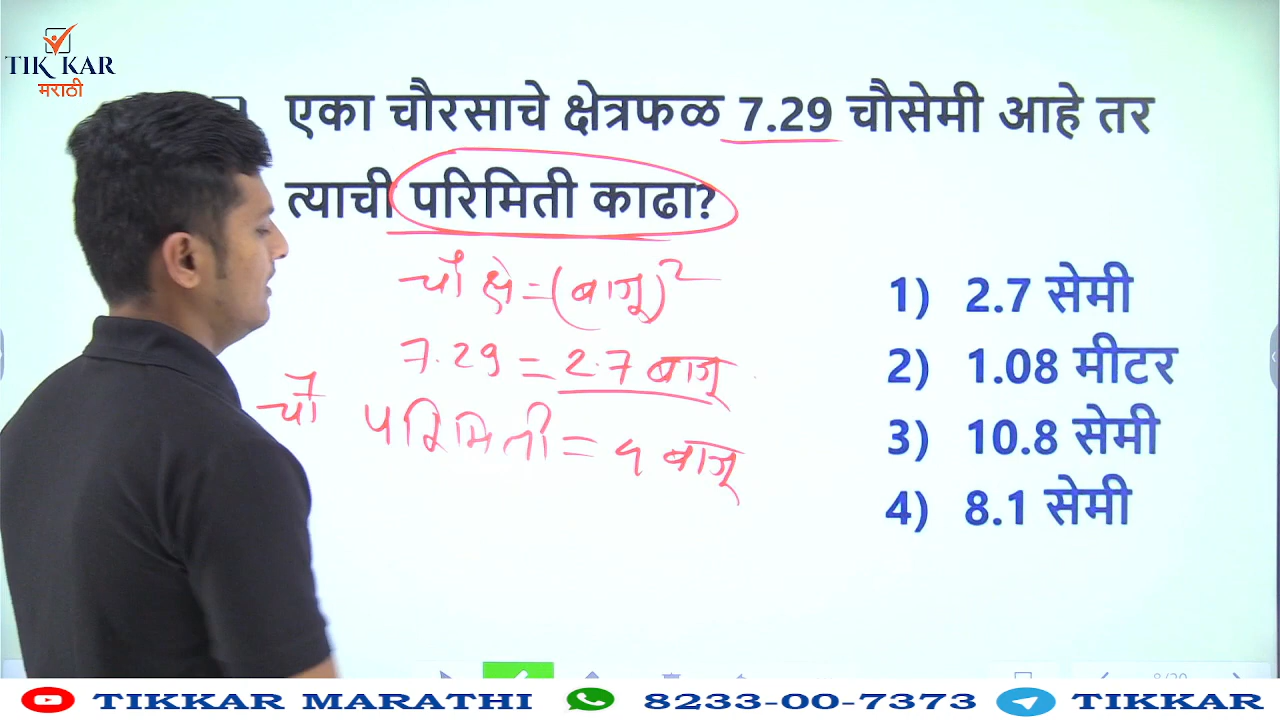 TIK KAR
मराठी
एका चौरसाचे क्षेत्रफळ 7.29 चौसेमी आहे तर
त्याची परिमिती काढा?
चौ क्षे = (बाजू)²
7.29 = 2.7 बाजू
चौ परिमिती = 4 बाजू
1) 2.7 सेमी
2) 1.08 मीटर
3) 10.8 सेमी
4) 8.1 सेमी
TIKKAR MARATHI 8233-00-7373 TIKKAR